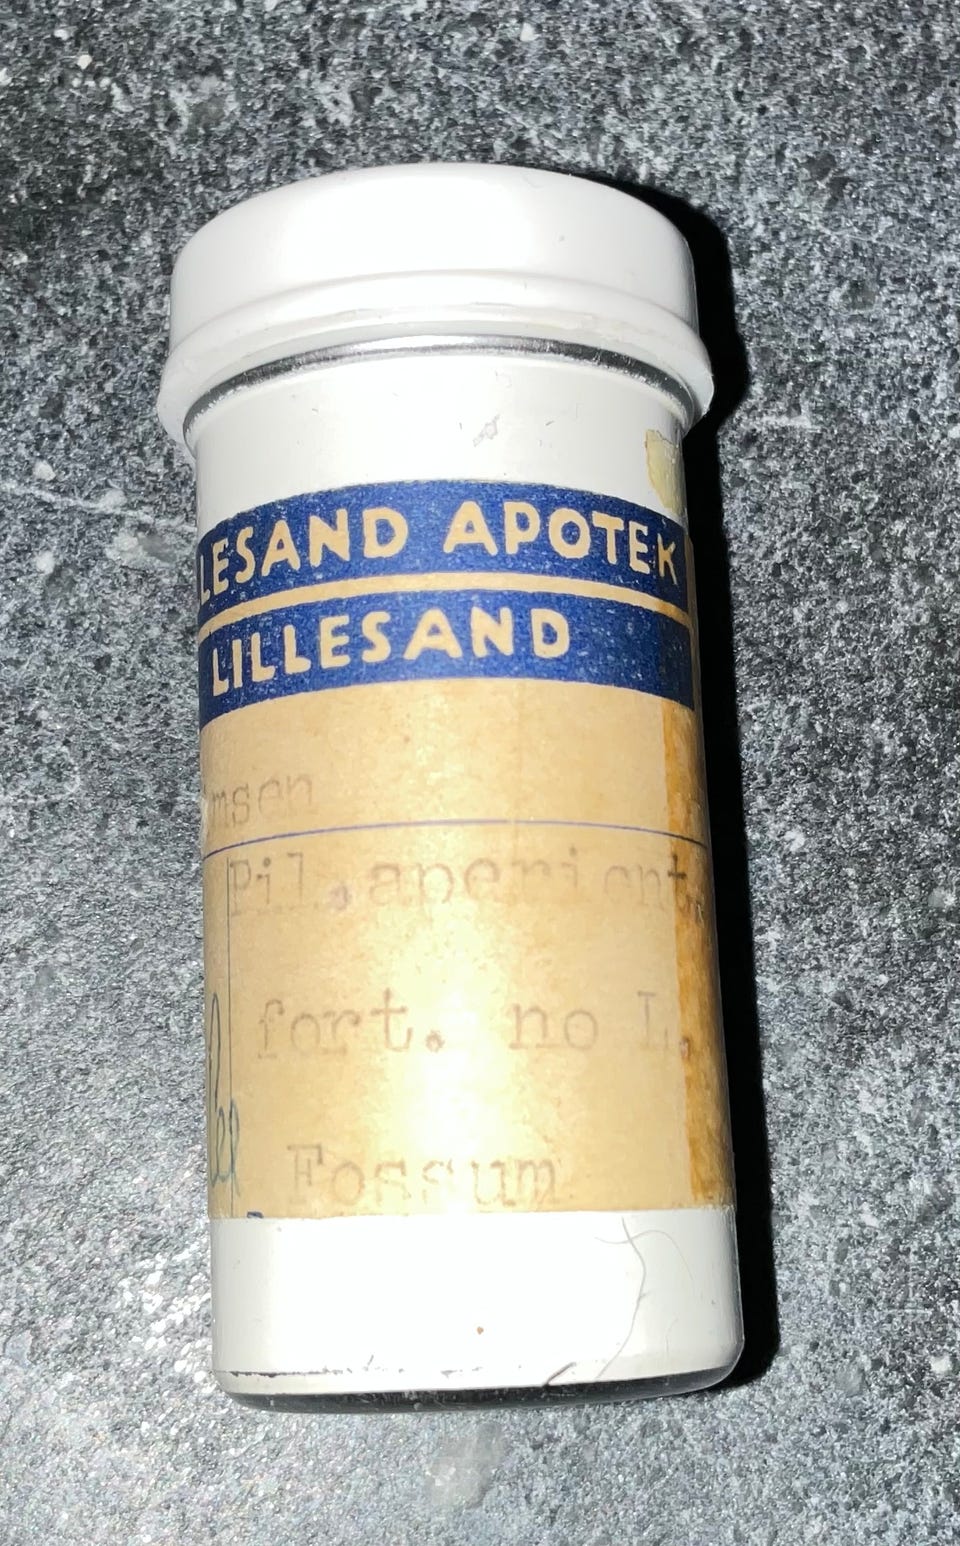 LESAND APOTEK
LILLESAND
msen
Pil. aperient.
fort. no L.
Fossum